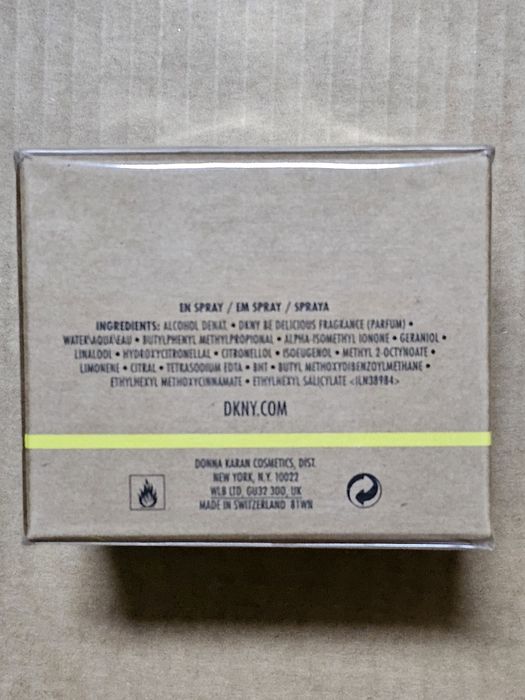 EN SPRAY / EM SPRAY / SPRAYA
INGREDIENTS: ALCOHOL DENAT. • DKNY BE DELICIOUS FRAGRANCE (PARFUM) •
WATER\AQUA\EAU • BUTYLPHENYL METHYLPROPIONAL • ALPHA-ISOMETHYL IONONE • GERANIOL •
LINALOOL • HYDROXYCITRONELLAL • CITRONELLOL • ISOEUGENOL • METHYL 2-OCTYNOATE •
LIMONENE • CITRAL • TETRASODIUM EDTA • BHT • BUTYL METHOXYDIBENZOYLMETHANE •
ETHYLHEXYL METHOXYCINNAMATE • ETHYLHEXYL SALICYLATE <ILN38984>
DKNY.COM
DONNA KARAN COSMETICS, DIST.
NEW YORK, N.Y. 10022
WLB LTD, GU32 3DD, UK
MADE IN SWITZERLAND 81WN